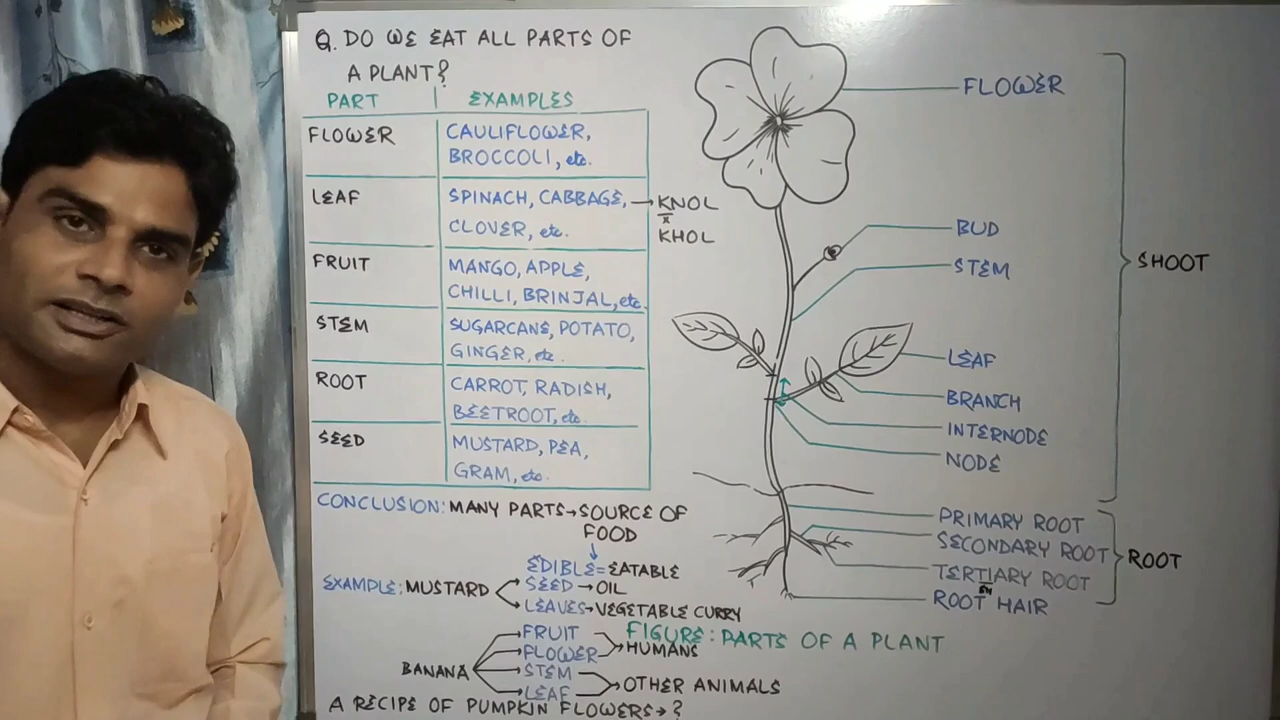 Q. DO WE EAT ALL PARTS OF
A PLANT?
PART | EXAMPLES
FLOWER CAULIFLOWER,
BROCCOLI, etc.
LEAF SPINACH, CABBAGE, → KNOL
K
CLOVER, etc. KHOL
FRUIT MANGO, APPLE,
CHILLI, BRINJAL, etc.
STEM SUGARCANE, POTATO,
GINGER, etc.
ROOT CARROT, RADISH,
BEETROOT, etc.
SEED MUSTARD, PEA,
GRAM, etc.
CONCLUSION: MANY PARTS → SOURCE OF
FOOD
↓
EDIBLE = EATABLE
EXAMPLE: MUSTARD SEED → OIL
LEAVES → VEGETABLE CURRY
FRUIT
FLOWER → HUMANS
BANANA STEM
LEAF → OTHER ANIMALS
A RECIPE OF PUMPKIN FLOWERS → ?
FLOWER
BUD
STEM
LEAF
BRANCH
INTERNODE
NODE
SHOOT
PRIMARY ROOT
SECONDARY ROOT
TERTIARY ROOT
SH
ROOT HAIR
ROOT
FIGURE: PARTS OF A PLANT